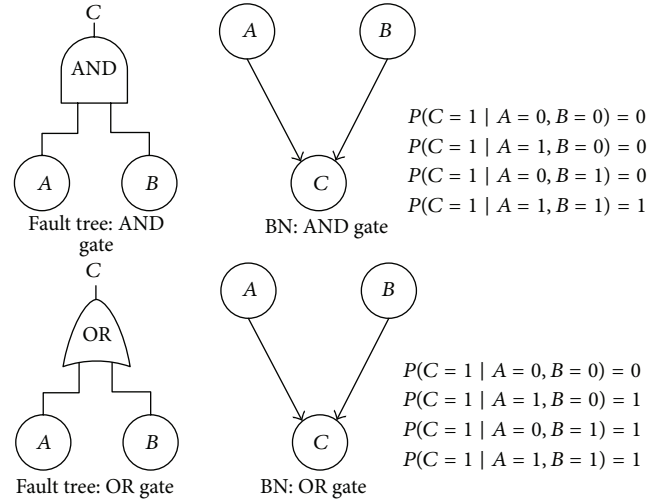 C
AND
A
B
Fault tree: AND
gate
A
B
C
BN: AND gate
P(C = 1 | A = 0, B = 0) = 0
P(C = 1 | A = 1, B = 0) = 0
P(C = 1 | A = 0, B = 1) = 0
P(C = 1 | A = 1, B = 1) = 1
C
OR
A
B
Fault tree: OR gate
A
B
C
BN: OR gate
P(C = 1 | A = 0, B = 0) = 0
P(C = 1 | A = 1, B = 0) = 1
P(C = 1 | A = 0, B = 1) = 1
P(C = 1 | A = 1, B = 1) = 1